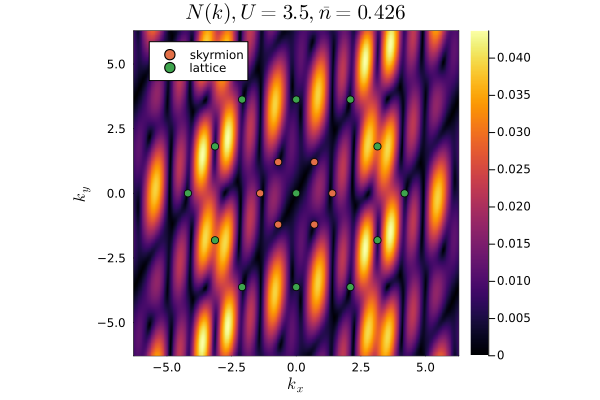 N(k), U = 3.5, n̄ = 0.426
skyrmion
lattice
5.0
2.5
0.0
−2.5
−5.0
k_y
−5.0 −2.5 0.0 2.5 5.0
k_x
0.040
0.035
0.030
0.025
0.020
0.015
0.010
0.005
0